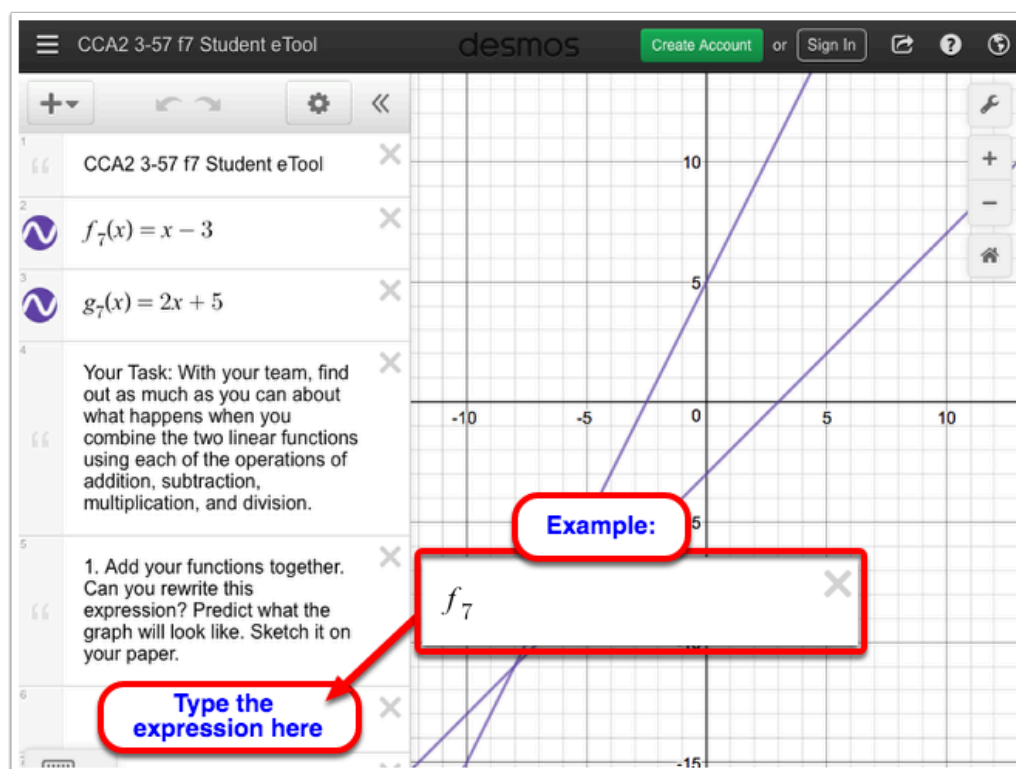 CCA2 3-57 f7 Student eTool
desmos
Create Account or Sign In
1
CCA2 3-57 f7 Student eTool
2
f₇(x) = x − 3
3
g₇(x) = 2x + 5
4
Your Task: With your team, find
out as much as you can about
what happens when you
combine the two linear functions
using each of the operations of
addition, subtraction,
multiplication, and division.
5
1. Add your functions together.
Can you rewrite this
expression? Predict what the
graph will look like. Sketch it on
your paper.
6
Type the
expression here
10
5
-10 -5 0 5 10
Example:
5
f₇
-10
-15